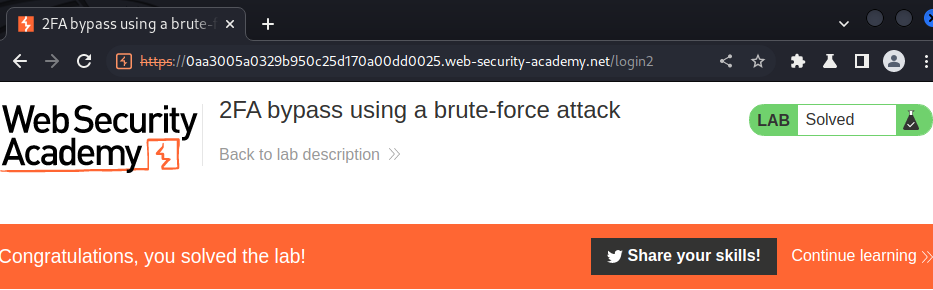 2FA bypass using a brute-f
https://0aa3005a0329b950c25d170a00dd0025.web-security-academy.net/login2
Web Security
Academy
2FA bypass using a brute-force attack
Back to lab description
LAB Solved
Congratulations, you solved the lab!
Share your skills!
Continue learning